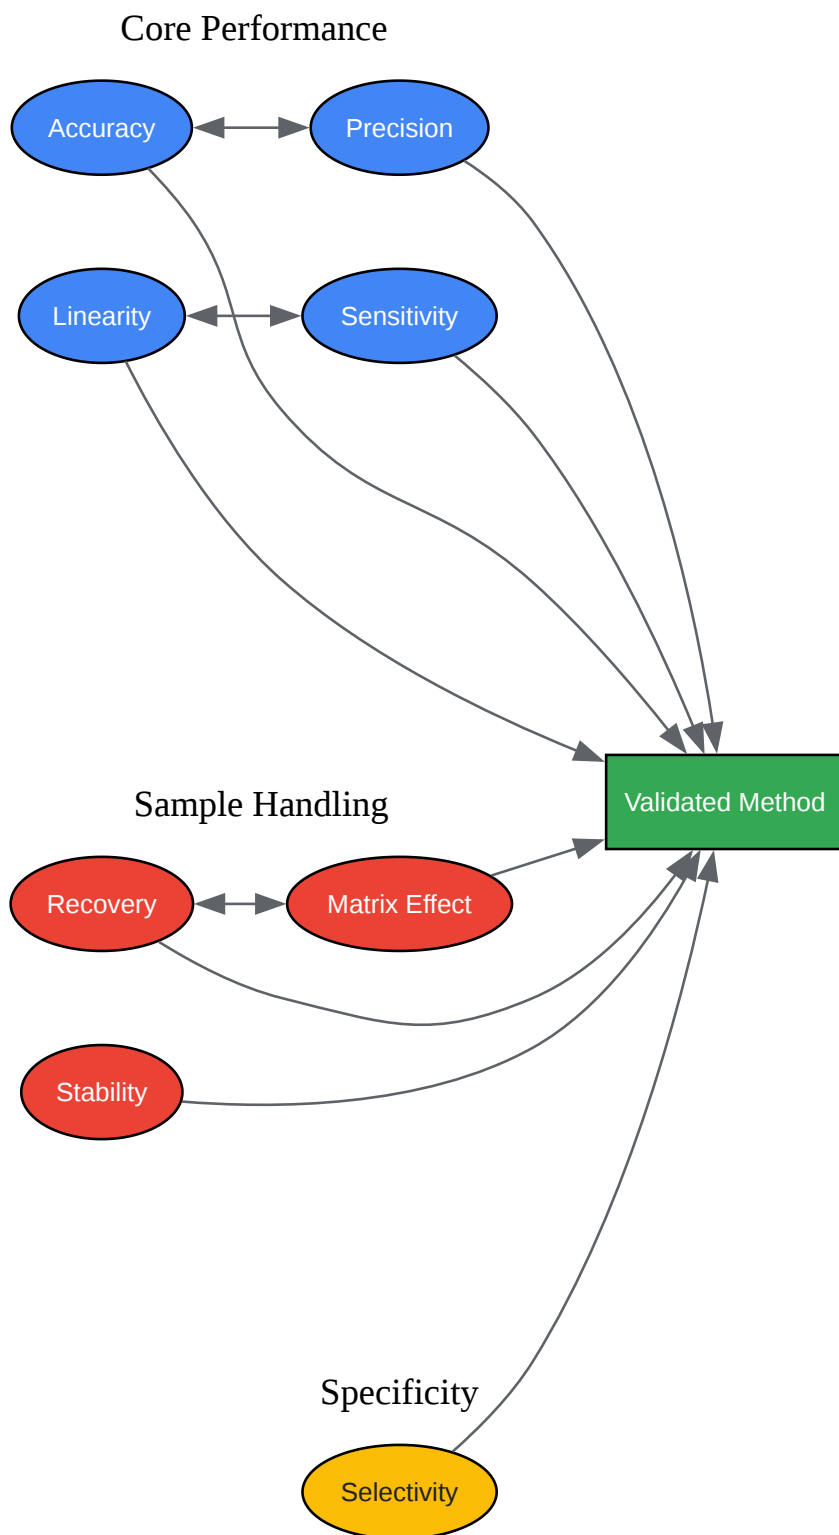 Core Performance
Accuracy
Precision
Linearity
Sensitivity
Validated Method
Sample Handling
Recovery
Matrix Effect
Stability
Specificity
Selectivity